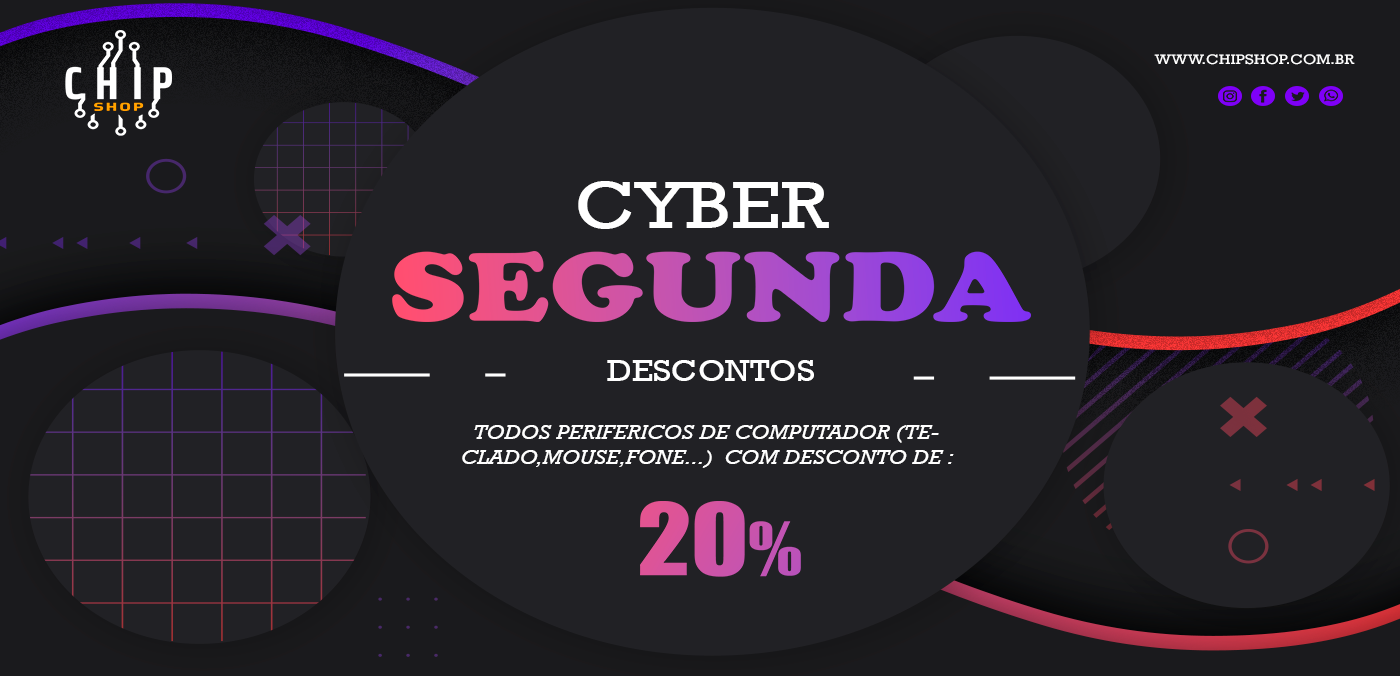 CHIP
SHOP
WWW.CHIPSHOP.COM.BR
CYBER
SEGUNDA
DESCONTOS
TODOS PERIFERICOS DE COMPUTADOR (TE-
CLADO,MOUSE,FONE...)  COM DESCONTO DE :
20%